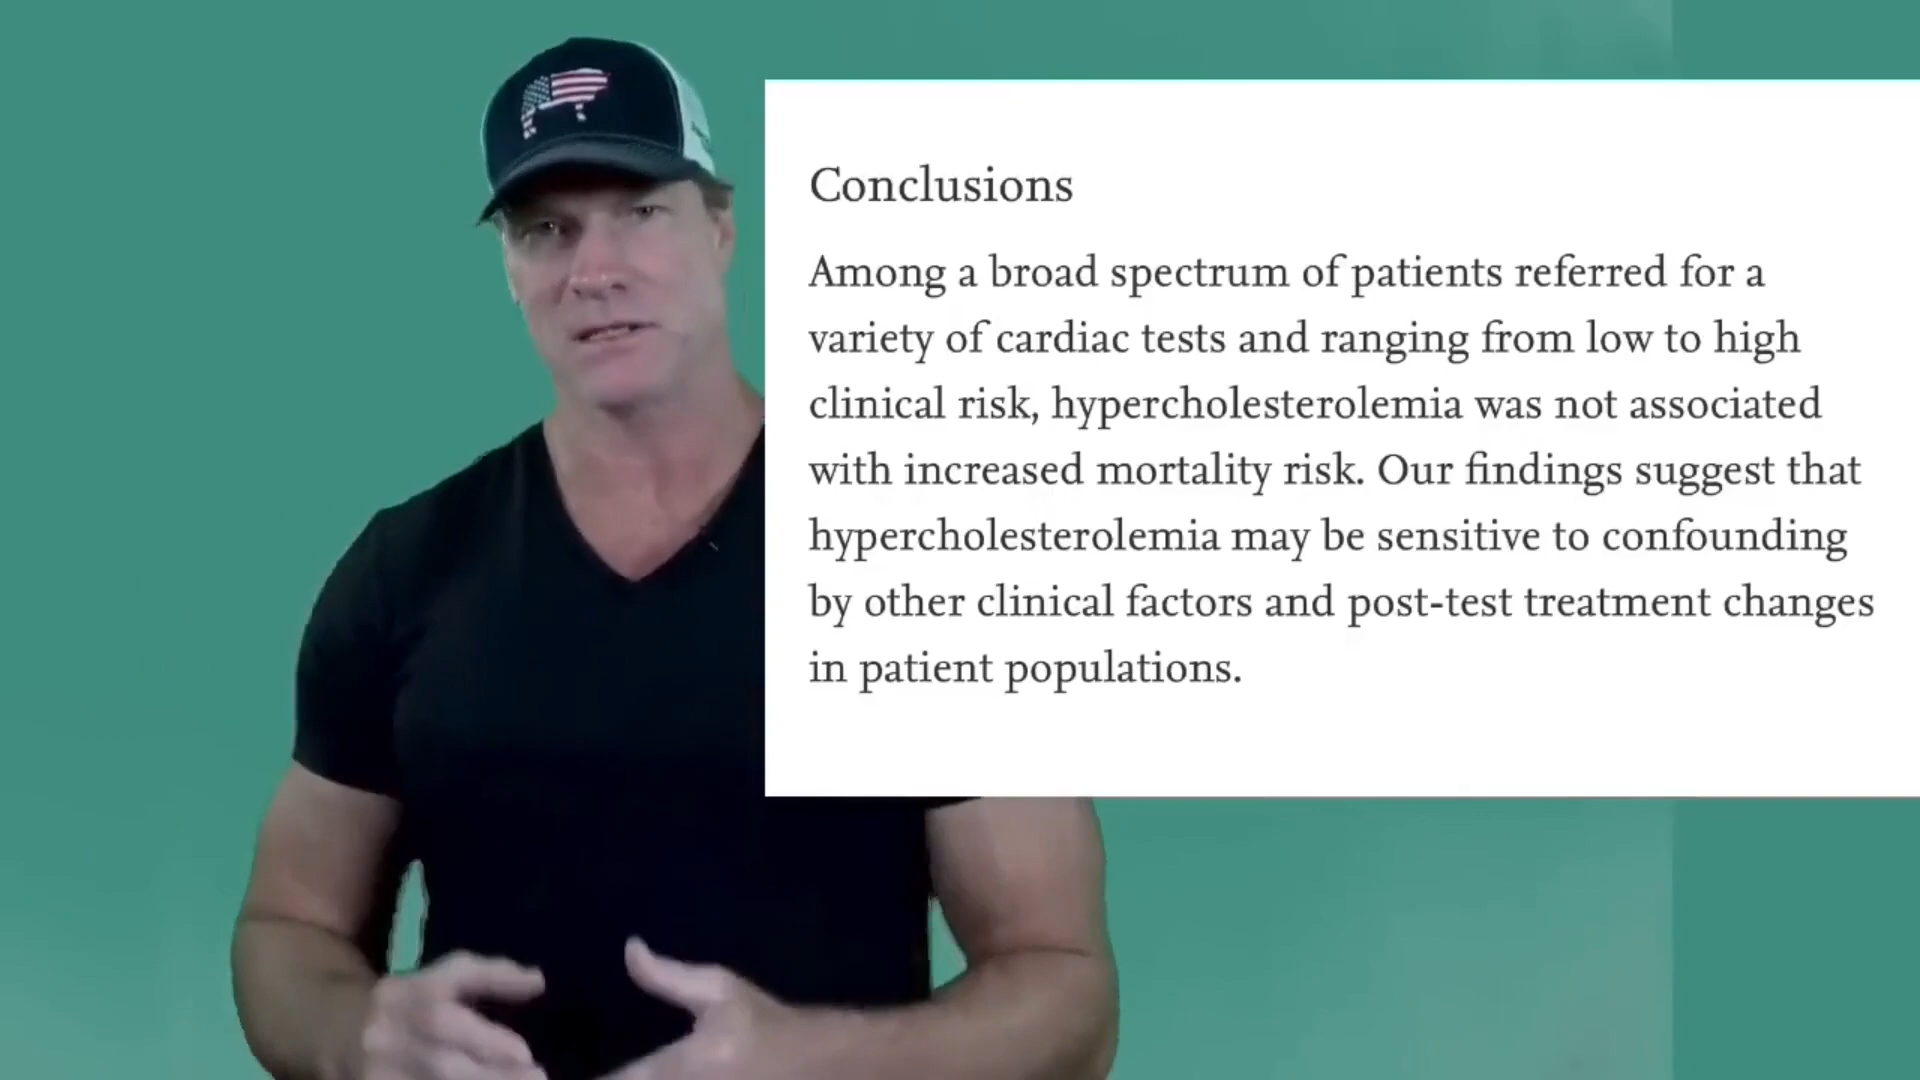 Conclusions
Among a broad spectrum of patients referred for a
variety of cardiac tests and ranging from low to high
clinical risk, hypercholesterolemia was not associated
with increased mortality risk. Our findings suggest that
hypercholesterolemia may be sensitive to confounding
by other clinical factors and post-test treatment changes
in patient populations.